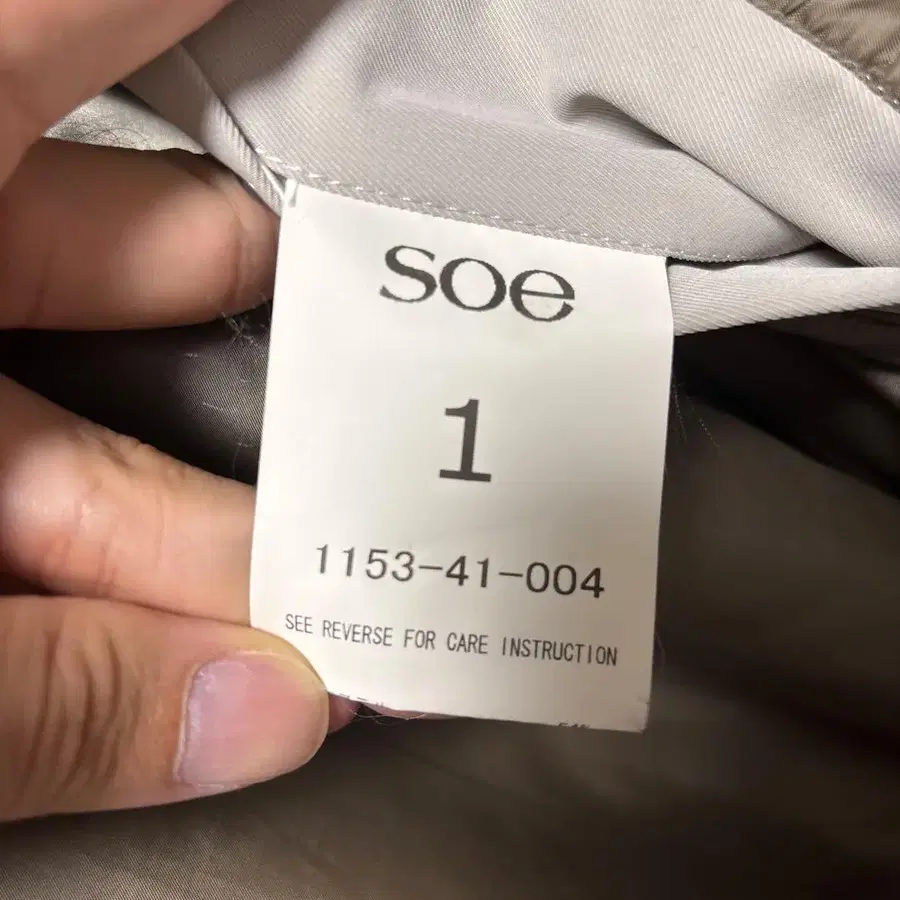 soe
1
1153-41-004
SEE REVERSE FOR CARE INSTRUCTION